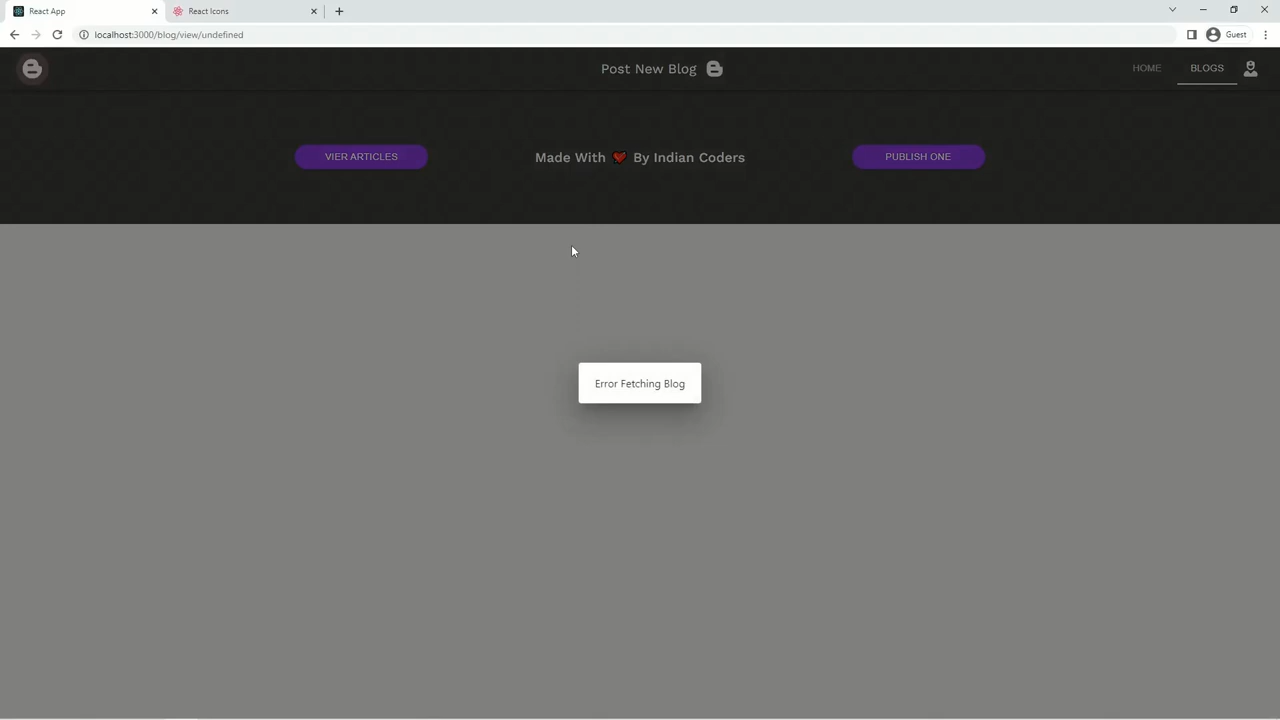 React App
React Icons
localhost:3000/blog/view/undefined
Guest
Post New Blog
HOME
BLOGS
VIER ARTICLES
Made With ❤ By Indian Coders
PUBLISH ONE
Error Fetching Blog